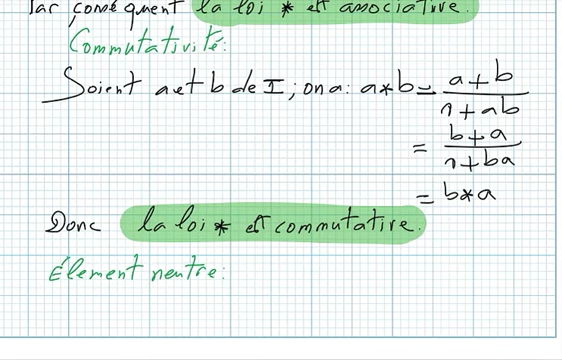 Par conséquent la loi * est associative.
Commutativité:
Soient a et b de I; on a: a*b = a+b / 1+ab
= b+a / 1+ba
= b*a
Donc la loi * est commutative.
Élement neutre: